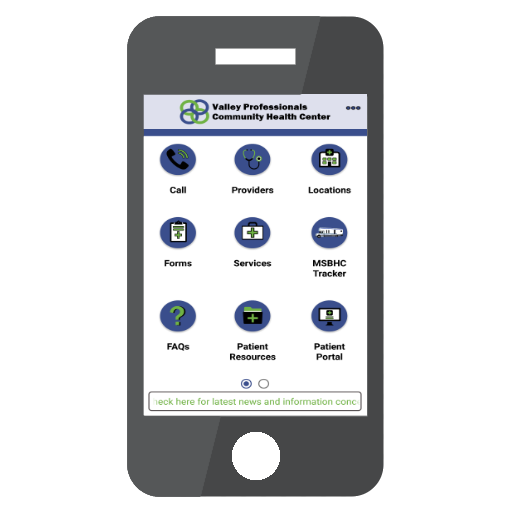 Valley Professionals
Community Health Center
Call
Providers
Locations
Forms
Services
MSBHC
Tracker
FAQs
Patient
Resources
Patient
Portal
heck here for latest news and information conc